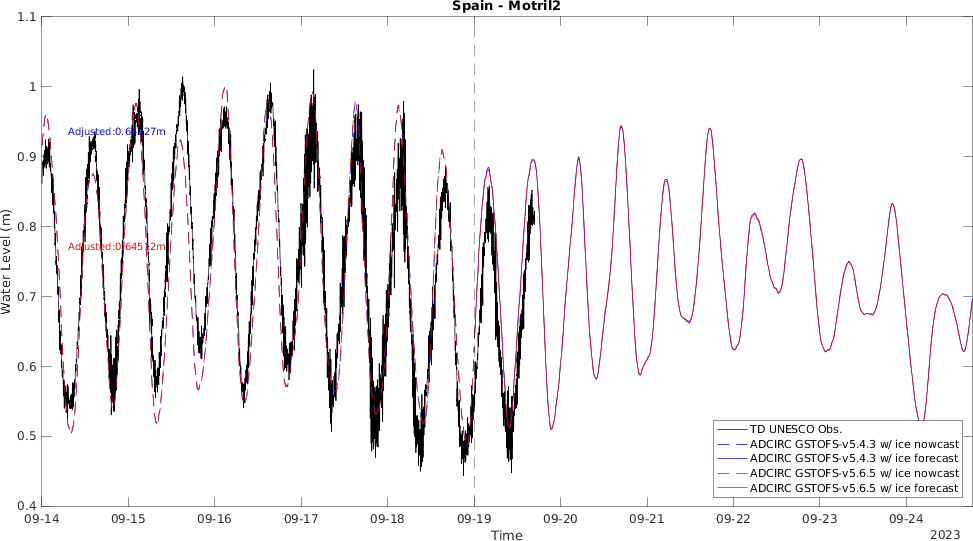 Spain - Motril2
1.1
1
0.9
0.8
0.7
0.6
0.5
0.4
Water Level (m)
Adjusted:0.64727m
TD UNESCO Obs.
ADCIRC GSTOFS-v5.4.3 w/ ice nowcast
ADCIRC GSTOFS-v5.4.3 w/ ice forecast
ADCIRC GSTOFS-v5.6.5 w/ ice nowcast
ADCIRC GSTOFS-v5.6.5 w/ ice forecast
09-14 09-15 09-16 09-17 09-18 09-19 09-20 09-21 09-22 09-23 09-24
Time
2023